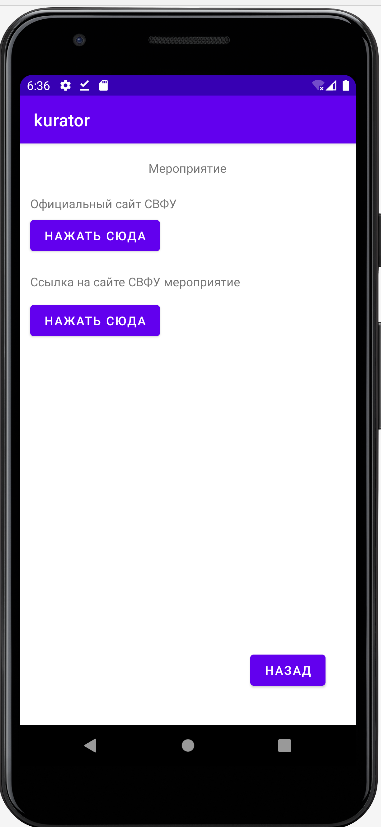 6:36
kurator
Мероприятие
Официальный сайт СВФУ
НАЖАТЬ СЮДА
Ссылка на сайте СВФУ мероприятие
НАЖАТЬ СЮДА
НАЗАД